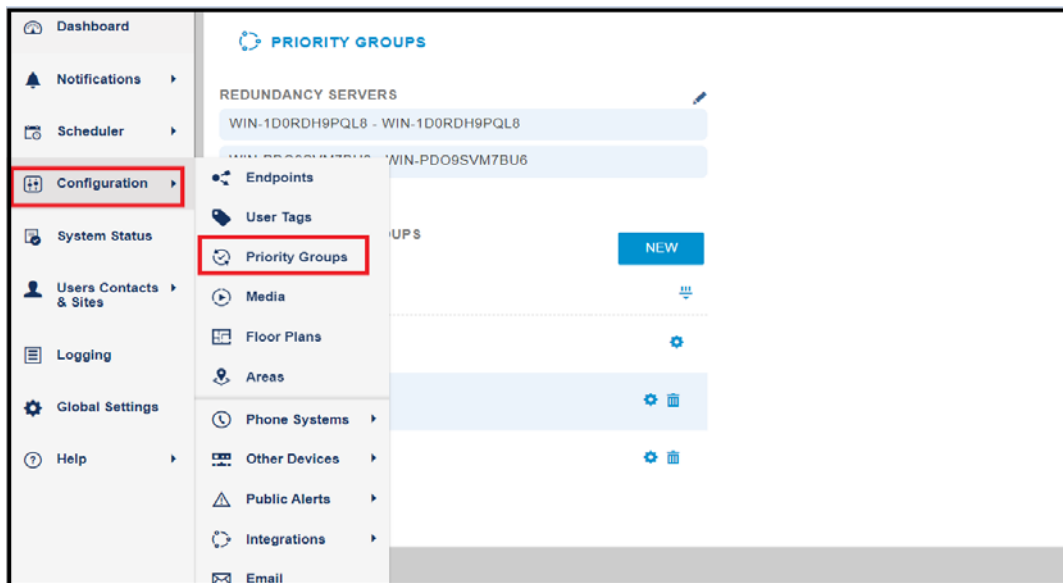 Dashboard
Notifications
Scheduler
Configuration
System Status
Users Contacts
& Sites
Logging
Global Settings
Help
Endpoints
User Tags
Priority Groups
Media
Floor Plans
Areas
Phone Systems
Other Devices
Public Alerts
Integrations
Email
PRIORITY GROUPS
REDUNDANCY SERVERS
WIN-1D0RDH9PQL8 - WIN-1D0RDH9PQL8
WIN-PDO9SVM7BU6
UPS
NEW